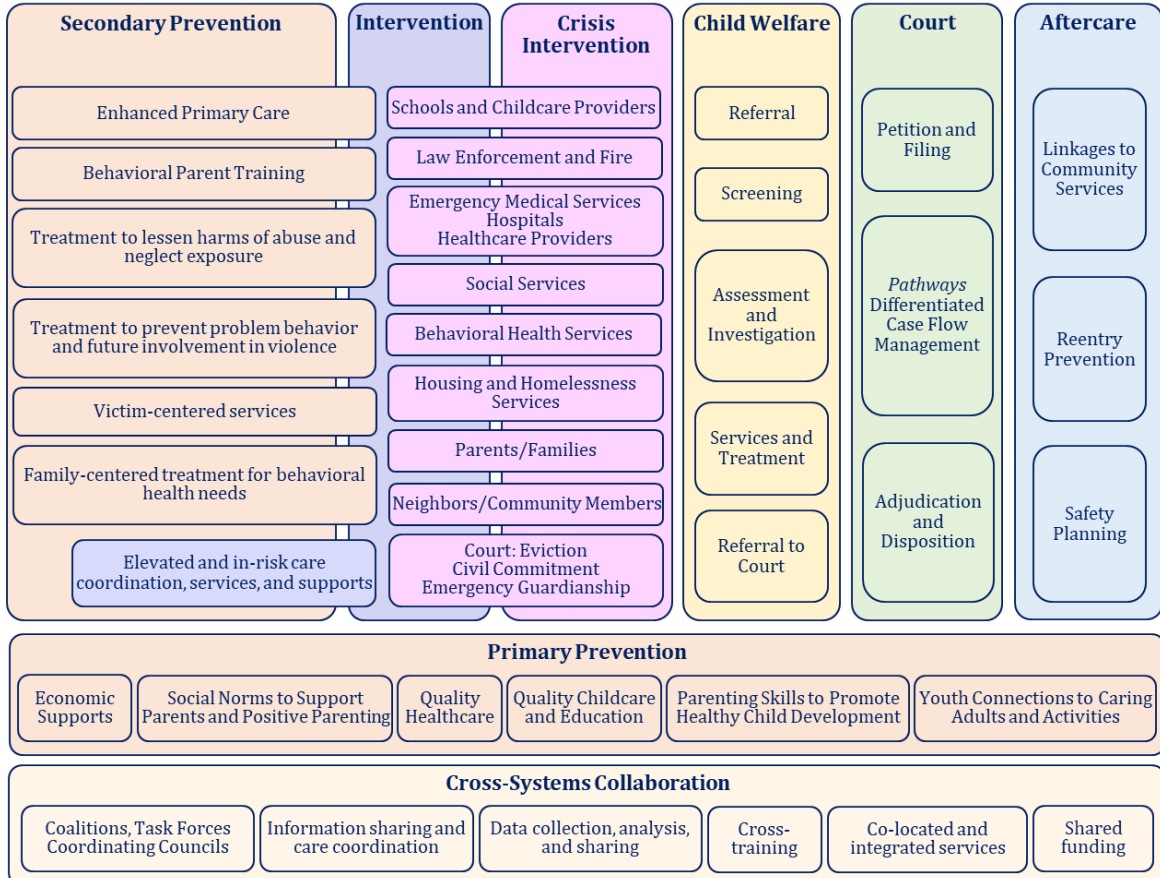 Secondary Prevention
Enhanced Primary Care
Behavioral Parent Training
Treatment to lessen harms of abuse and
neglect exposure
Treatment to prevent problem behavior
and future involvement in violence
Victim-centered services
Family-centered treatment for behavioral
health needs
Elevated and in-risk care
coordination, services, and supports
Intervention
Crisis
Intervention
Schools and Childcare Providers
Law Enforcement and Fire
Emergency Medical Services
Hospitals
Healthcare Providers
Social Services
Behavioral Health Services
Housing and Homelessness
Services
Parents/Families
Neighbors/Community Members
Court: Eviction
Civil Commitment
Emergency Guardianship
Child Welfare
Referral
Screening
Assessment
and
Investigation
Services and
Treatment
Referral to
Court
Court
Petition and
Filing
Pathways
Differentiated
Case Flow
Management
Adjudication
and
Disposition
Aftercare
Linkages to
Community
Services
Reentry
Prevention
Safety
Planning
Primary Prevention
Economic
Supports
Social Norms to Support
Parents and Positive Parenting
Quality
Healthcare
Quality Childcare
and Education
Parenting Skills to Promote
Healthy Child Development
Youth Connections to Caring
Adults and Activities
Cross-Systems Collaboration
Coalitions, Task Forces
Coordinating Councils
Information sharing and
care coordination
Data collection, analysis,
and sharing
Cross-
training
Co-located and
integrated services
Shared
funding